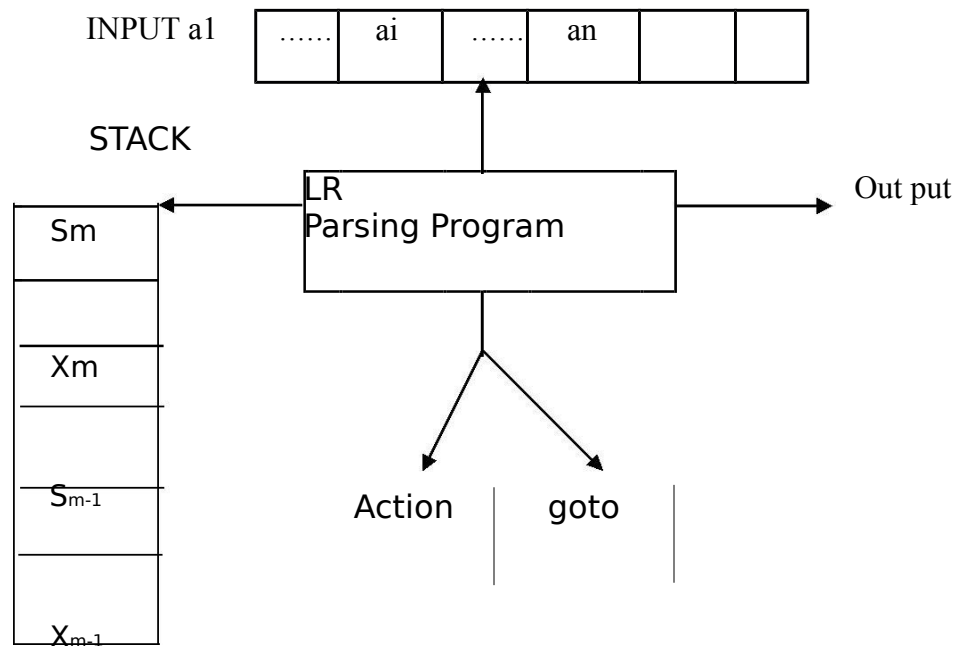 INPUT a1 …… ai …… an
STACK
Out put
LR
Parsing Program
Sm
Xm
Sm-1
Action goto
Xm-1